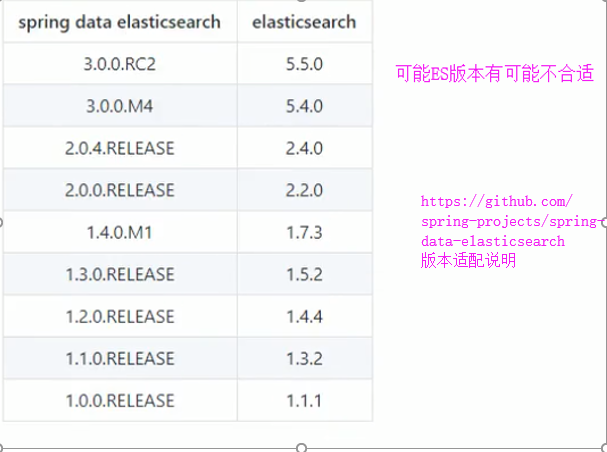 spring data elasticsearch elasticsearch
3.0.0.RC2 5.5.0
3.0.0.M4 5.4.0
2.0.4.RELEASE 2.4.0
2.0.0.RELEASE 2.2.0
1.4.0.M1 1.7.3
1.3.0.RELEASE 1.5.2
1.2.0.RELEASE 1.4.4
1.1.0.RELEASE 1.3.2
1.0.0.RELEASE 1.1.1
可能ES版本有可能不合适
https://github.com/
spring-projects/spring-
data-elasticsearch
版本适配说明